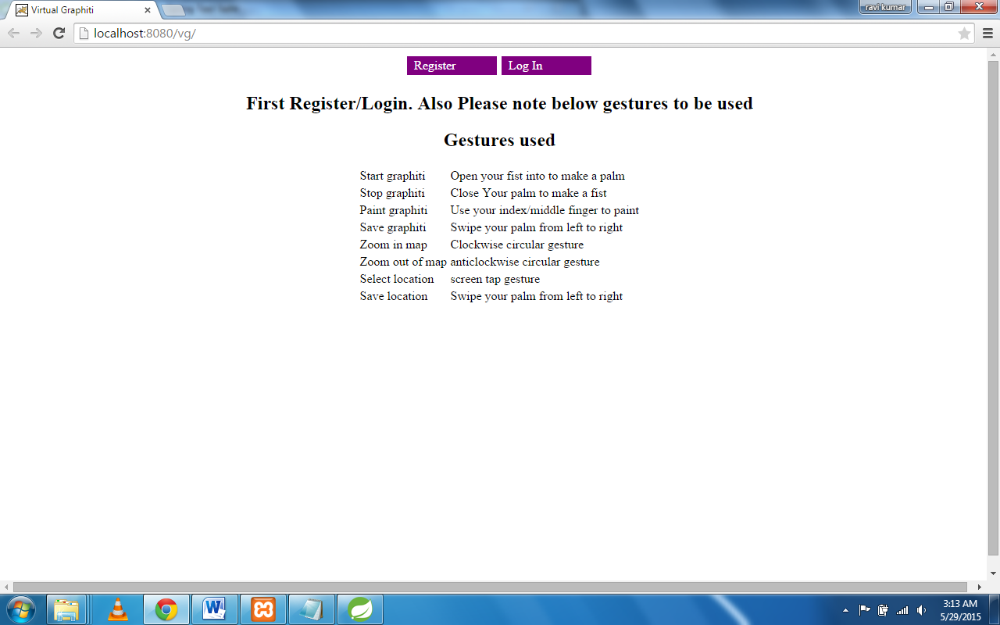 Virtual Graphiti
ravi kumar
localhost:8080/vg/
Register Log In
First Register/Login. Also Please note below gestures to be used
Gestures used
Start graphiti Open your fist into to make a palm
Stop graphiti Close Your palm to make a fist
Paint graphiti Use your index/middle finger to paint
Save graphiti Swipe your palm from left to right
Zoom in map Clockwise circular gesture
Zoom out of map anticlockwise circular gesture
Select location screen tap gesture
Save location Swipe your palm from left to right
3:13 AM
5/29/2015